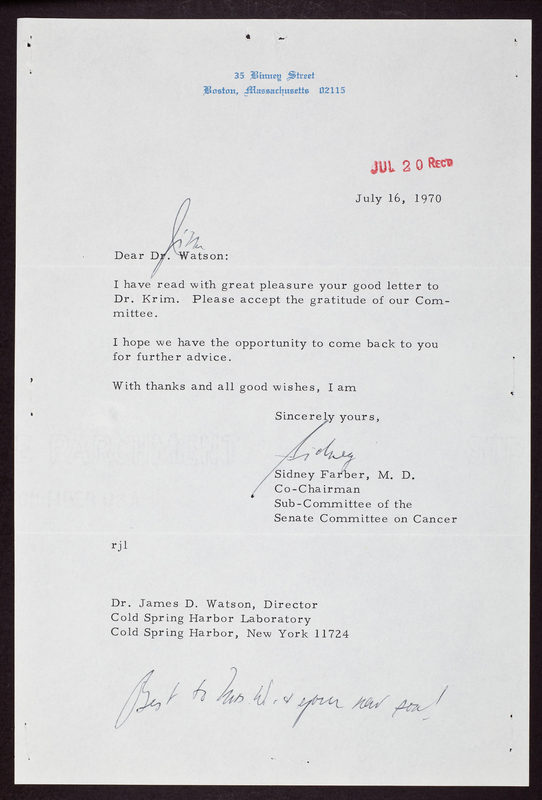 35 Binney Street
Boston, Massachusetts 02115
JUL 20 REC'D
July 16, 1970
Jim
Dear Dr. Watson:
I have read with great pleasure your good letter to
Dr. Krim. Please accept the gratitude of our Com-
mittee.
I hope we have the opportunity to come back to you
for further advice.
With thanks and all good wishes, I am
Sincerely yours,
Sidney
Sidney Farber, M. D.
Co-Chairman
Sub-Committee of the
Senate Committee on Cancer
rjl
Dr. James D. Watson, Director
Cold Spring Harbor Laboratory
Cold Spring Harbor, New York 11724
Best to Mrs W. & your new son!